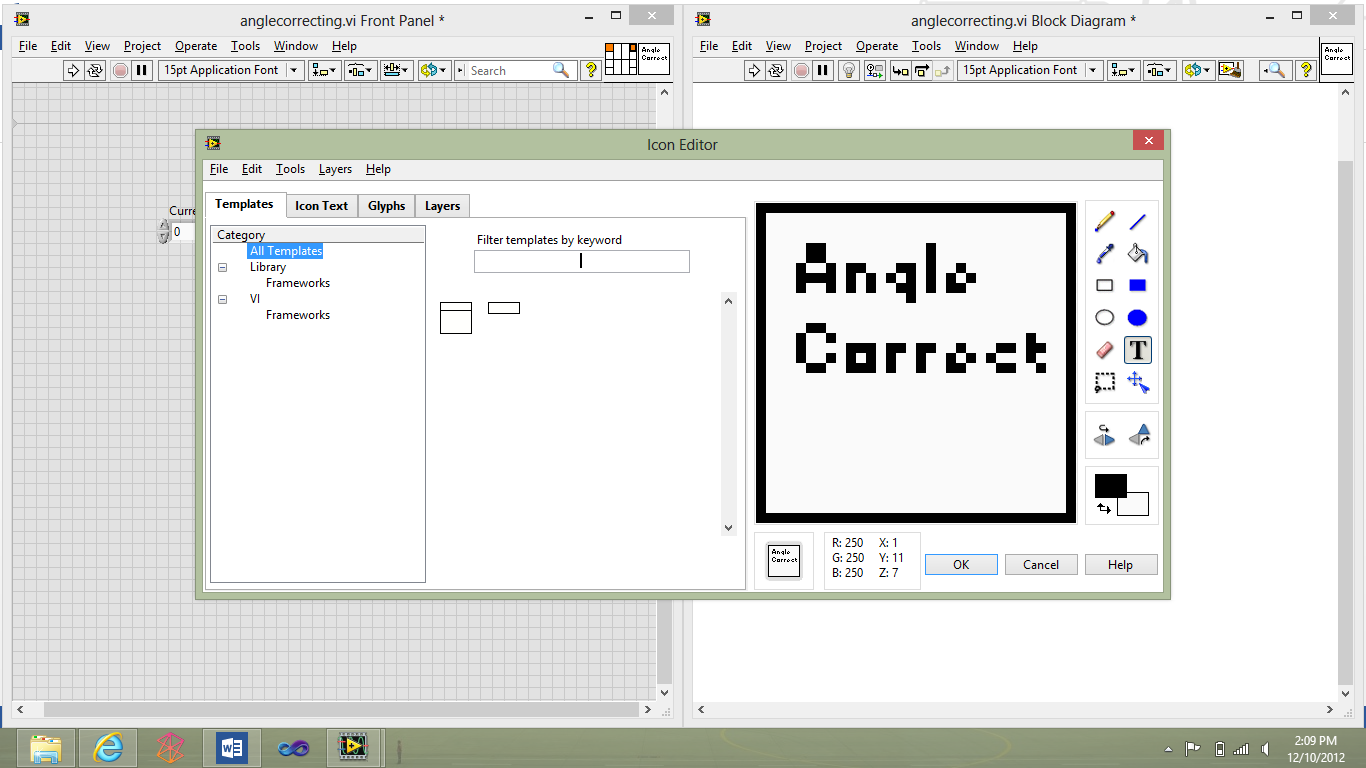 anglecorrecting.vi Front Panel *
File Edit View Project Operate Tools Window Help
15pt Application Font
Search
Angle
Correct
Curre
0
anglecorrecting.vi Block Diagram *
File Edit View Project Operate Tools Window Help
15pt Application Font
Angle
Correct
Icon Editor
File Edit Tools Layers Help
Templates Icon Text Glyphs Layers
Category
All Templates
Library
Frameworks
VI
Frameworks
Filter templates by keyword
Angle
Correct
T
Angle
Correct
R: 250 X: 1
G: 250 Y: 11
B: 250 Z: 7
OK Cancel Help
2:09 PM
12/10/2012